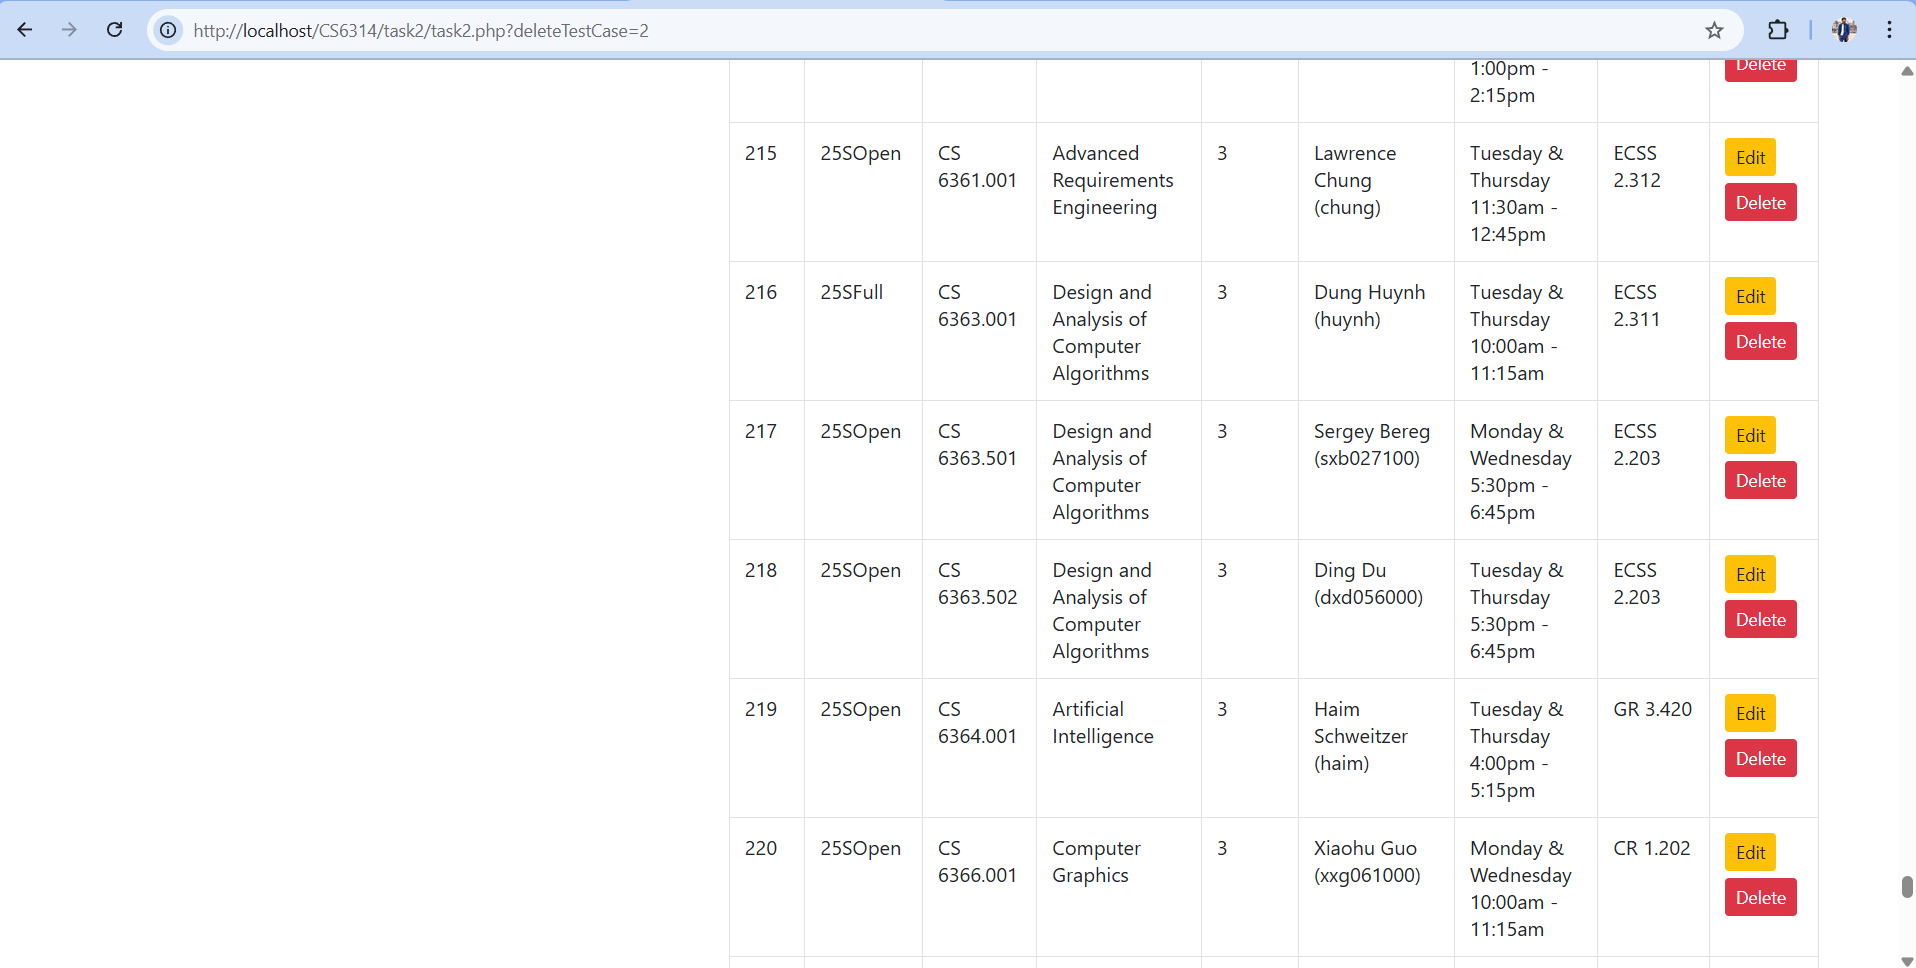 http://localhost/CS6314/task2/task2.php?deleteTestCase=2
1:00pm -
2:15pm
Delete
215
25SOpen
CS
6361.001
Advanced
Requirements
Engineering
3
Lawrence
Chung
(chung)
Tuesday &
Thursday
11:30am -
12:45pm
ECSS
2.312
Edit
Delete
216
25SFull
CS
6363.001
Design and
Analysis of
Computer
Algorithms
3
Dung Huynh
(huynh)
Tuesday &
Thursday
10:00am -
11:15am
ECSS
2.311
Edit
Delete
217
25SOpen
CS
6363.501
Design and
Analysis of
Computer
Algorithms
3
Sergey Bereg
(sxb027100)
Monday &
Wednesday
5:30pm -
6:45pm
ECSS
2.203
Edit
Delete
218
25SOpen
CS
6363.502
Design and
Analysis of
Computer
Algorithms
3
Ding Du
(dxd056000)
Tuesday &
Thursday
5:30pm -
6:45pm
ECSS
2.203
Edit
Delete
219
25SOpen
CS
6364.001
Artificial
Intelligence
3
Haim
Schweitzer
(haim)
Tuesday &
Thursday
4:00pm -
5:15pm
GR 3.420
Edit
Delete
220
25SOpen
CS
6366.001
Computer
Graphics
3
Xiaohu Guo
(xxg061000)
Monday &
Wednesday
10:00am -
11:15am
CR 1.202
Edit
Delete